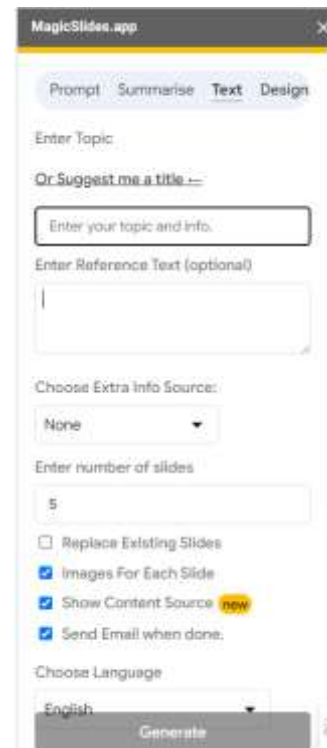 MagicSlides.app
Prompt Summarise Text Design
Enter Topic
Or Suggest me a title ←
Enter your topic and info.
Enter Reference Text (optional)
Choose Extra Info Source:
None
Enter number of slides
5
Replace Existing Slides
Images For Each Slide
Show Content Source new
Send Email when done.
Choose Language
English
Generate